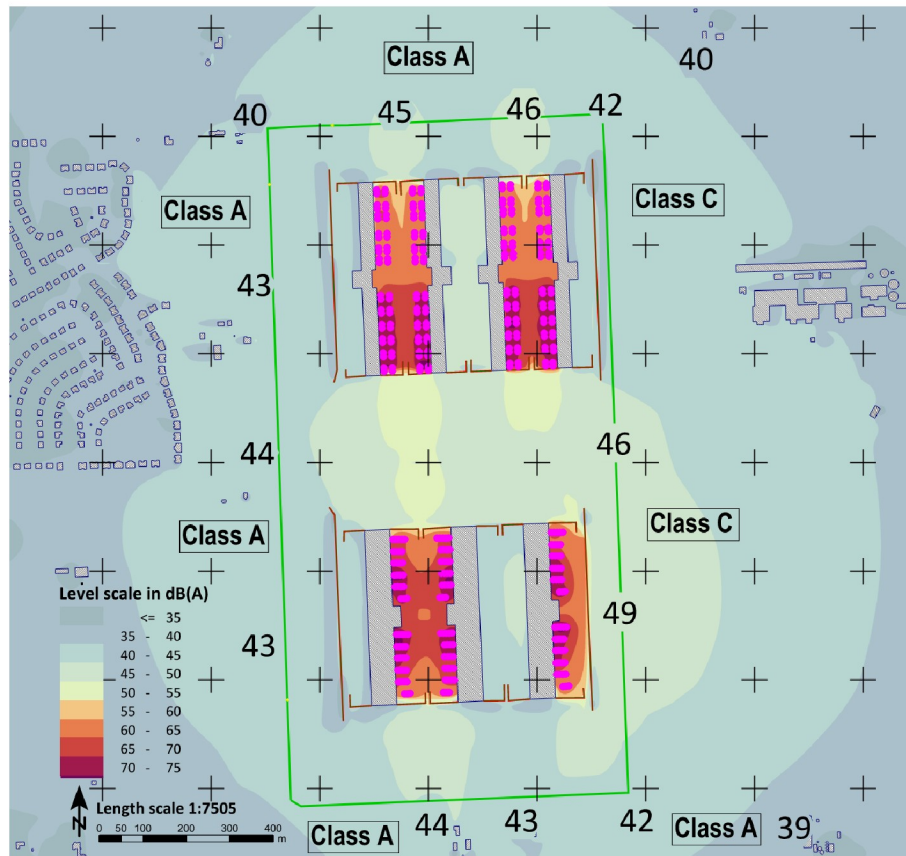 Class A
40
40
45
46
42
Class A
Class C
43
44
46
Class A
Class C
Level scale in dB(A)
<= 35
35 - 40
40 - 45
45 - 50
50 - 55
55 - 60
60 - 65
65 - 70
70 - 75
43
49
N
Length scale 1:7505
0 50 100 200 300 400
m
Class A
44
43
42
Class A
39